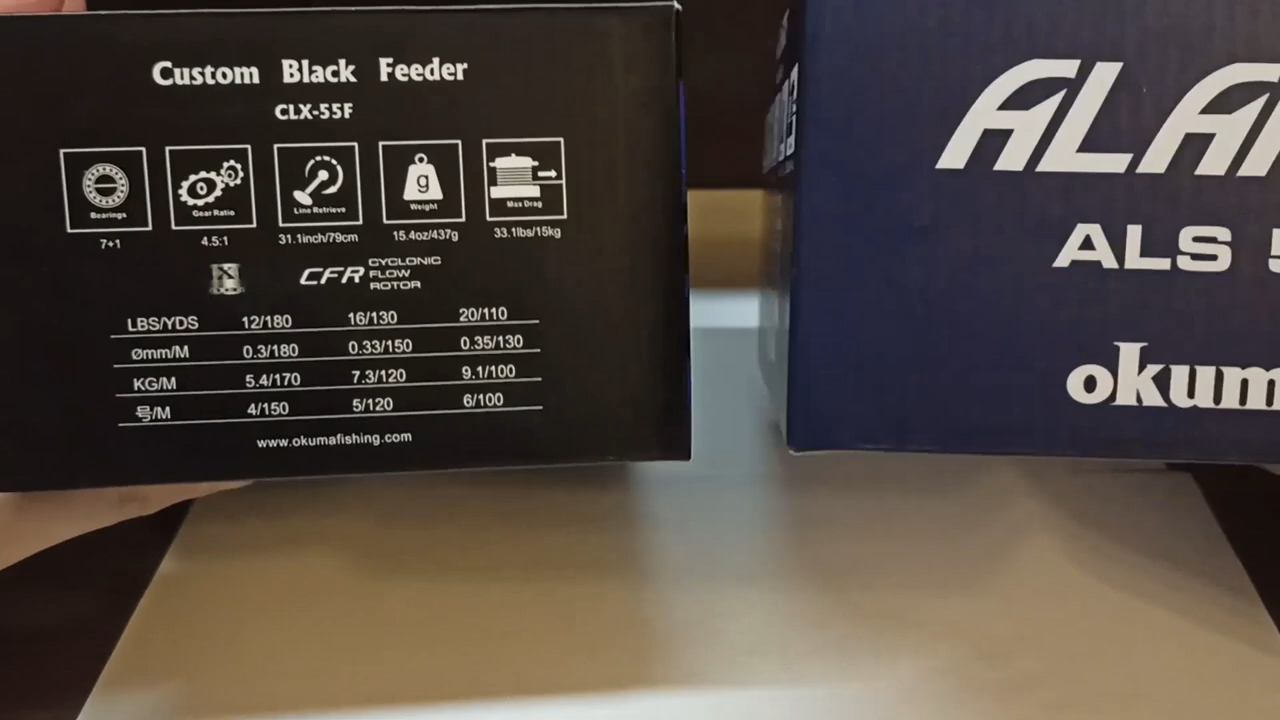 Custom Black Feeder
CLX-55F
Bearings
Gear Ratio
Line Retrieve
Weight
g
Max Drag
7+1
4.5:1
31.1inch/79cm
15.4oz/437g
33.1lbs/15kg
X
CFR CYCLONIC FLOW ROTOR
LBS/YDS 12/180 16/130 20/110
Ømm/M 0.3/180 0.33/150 0.35/130
KG/M 5.4/170 7.3/120 9.1/100
号/M 4/150 5/120 6/100
www.okumafishing.com
ALA
ALS 5
okum